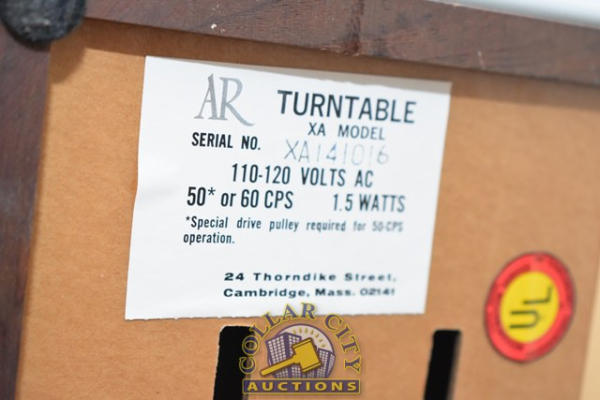 AR TURNTABLE
XA MODEL
SERIAL NO. XA141016
110-120 VOLTS AC
50* or 60 CPS 1.5 WATTS
*Special drive pulley required for 50-CPS
operation.
24 Thorndike Street,
Cambridge, Mass. 02141
UL
COLLAR CITY
AUCTIONS